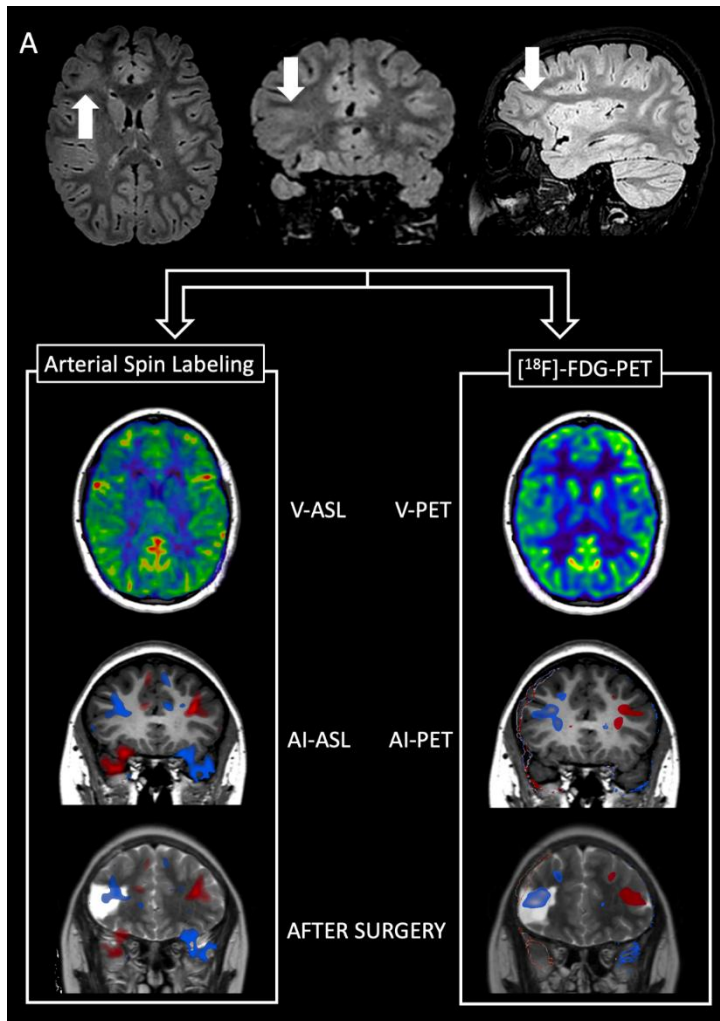 A
Arterial Spin Labeling
[18F]-FDG-PET
V-ASL
V-PET
AI-ASL
AI-PET
AFTER SURGERY